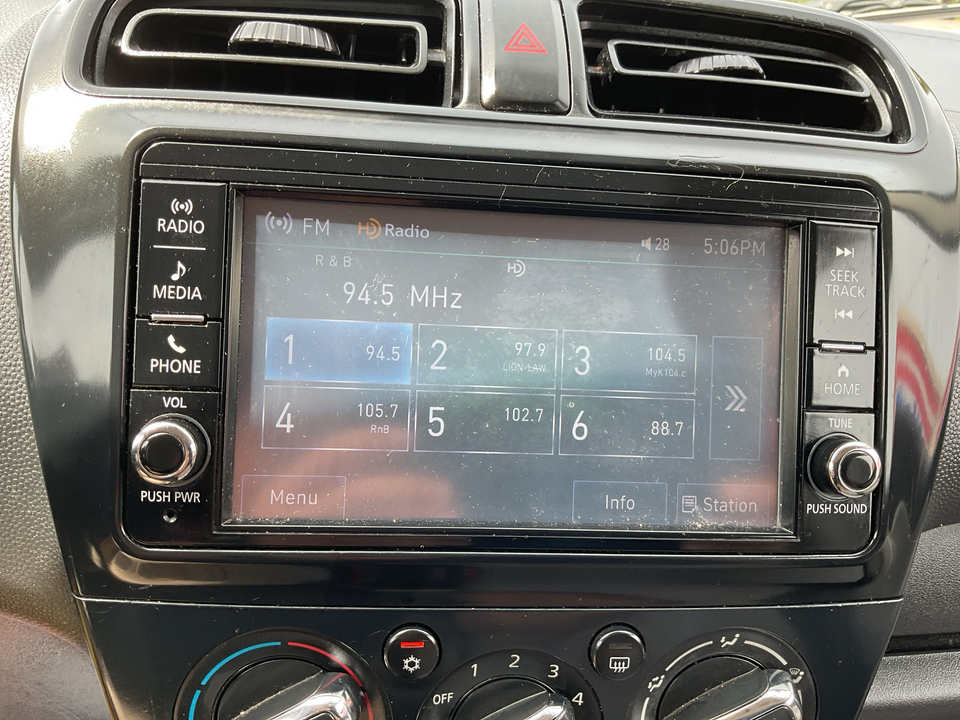 RADIO
MEDIA
PHONE
VOL
PUSH PWR
FM HD Radio 28 5:06PM
R & B HD
94.5 MHz
1 94.5
2 97.9
LION-LAW
3 104.5
MyK104.c
4 105.7
RnB
5 102.7
6 88.7
Menu Info Station
SEEK
TRACK
HOME
TUNE
PUSH SOUND
OFF 1 2 3 4